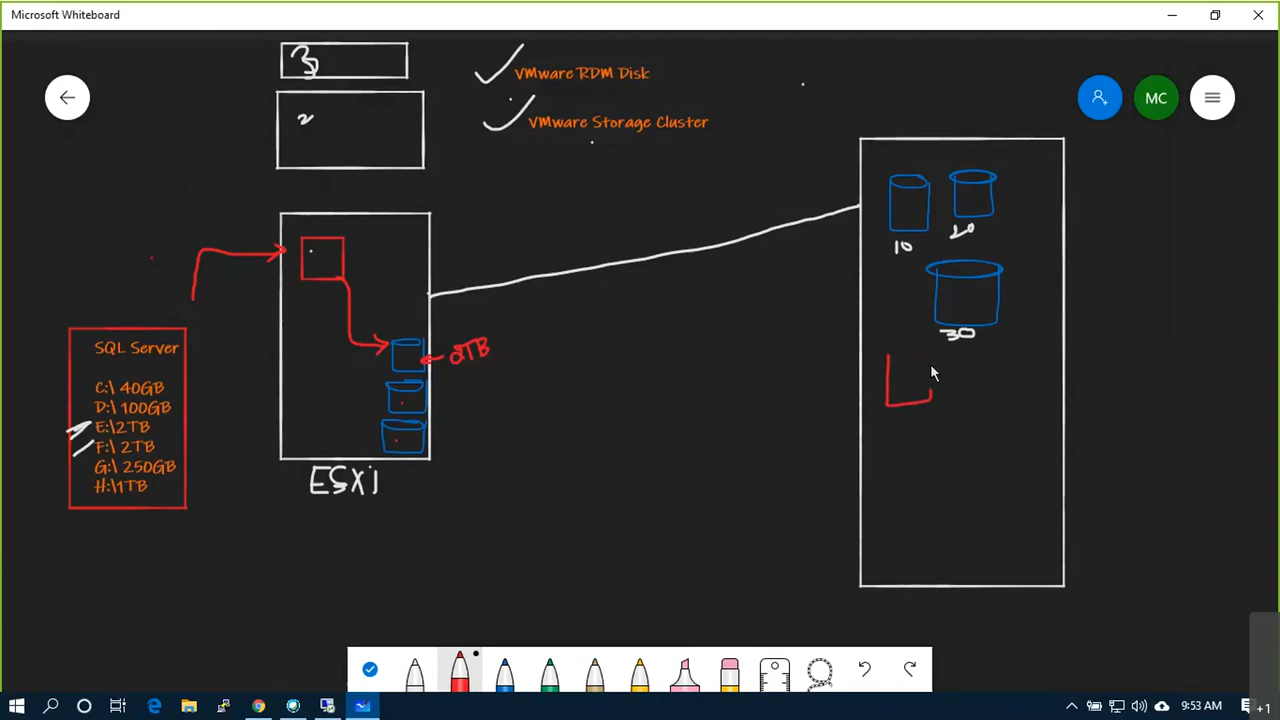 Microsoft Whiteboard
3
2
VMware RDM Disk
VMware Storage Cluster
MC
10
20
30
2TB
SQL Server
C:\ 40GB
D:\ 100GB
E:\2TB
F:\ 2TB
G:\ 250GB
H:\1TB
ESXi
9:53 AM
+1